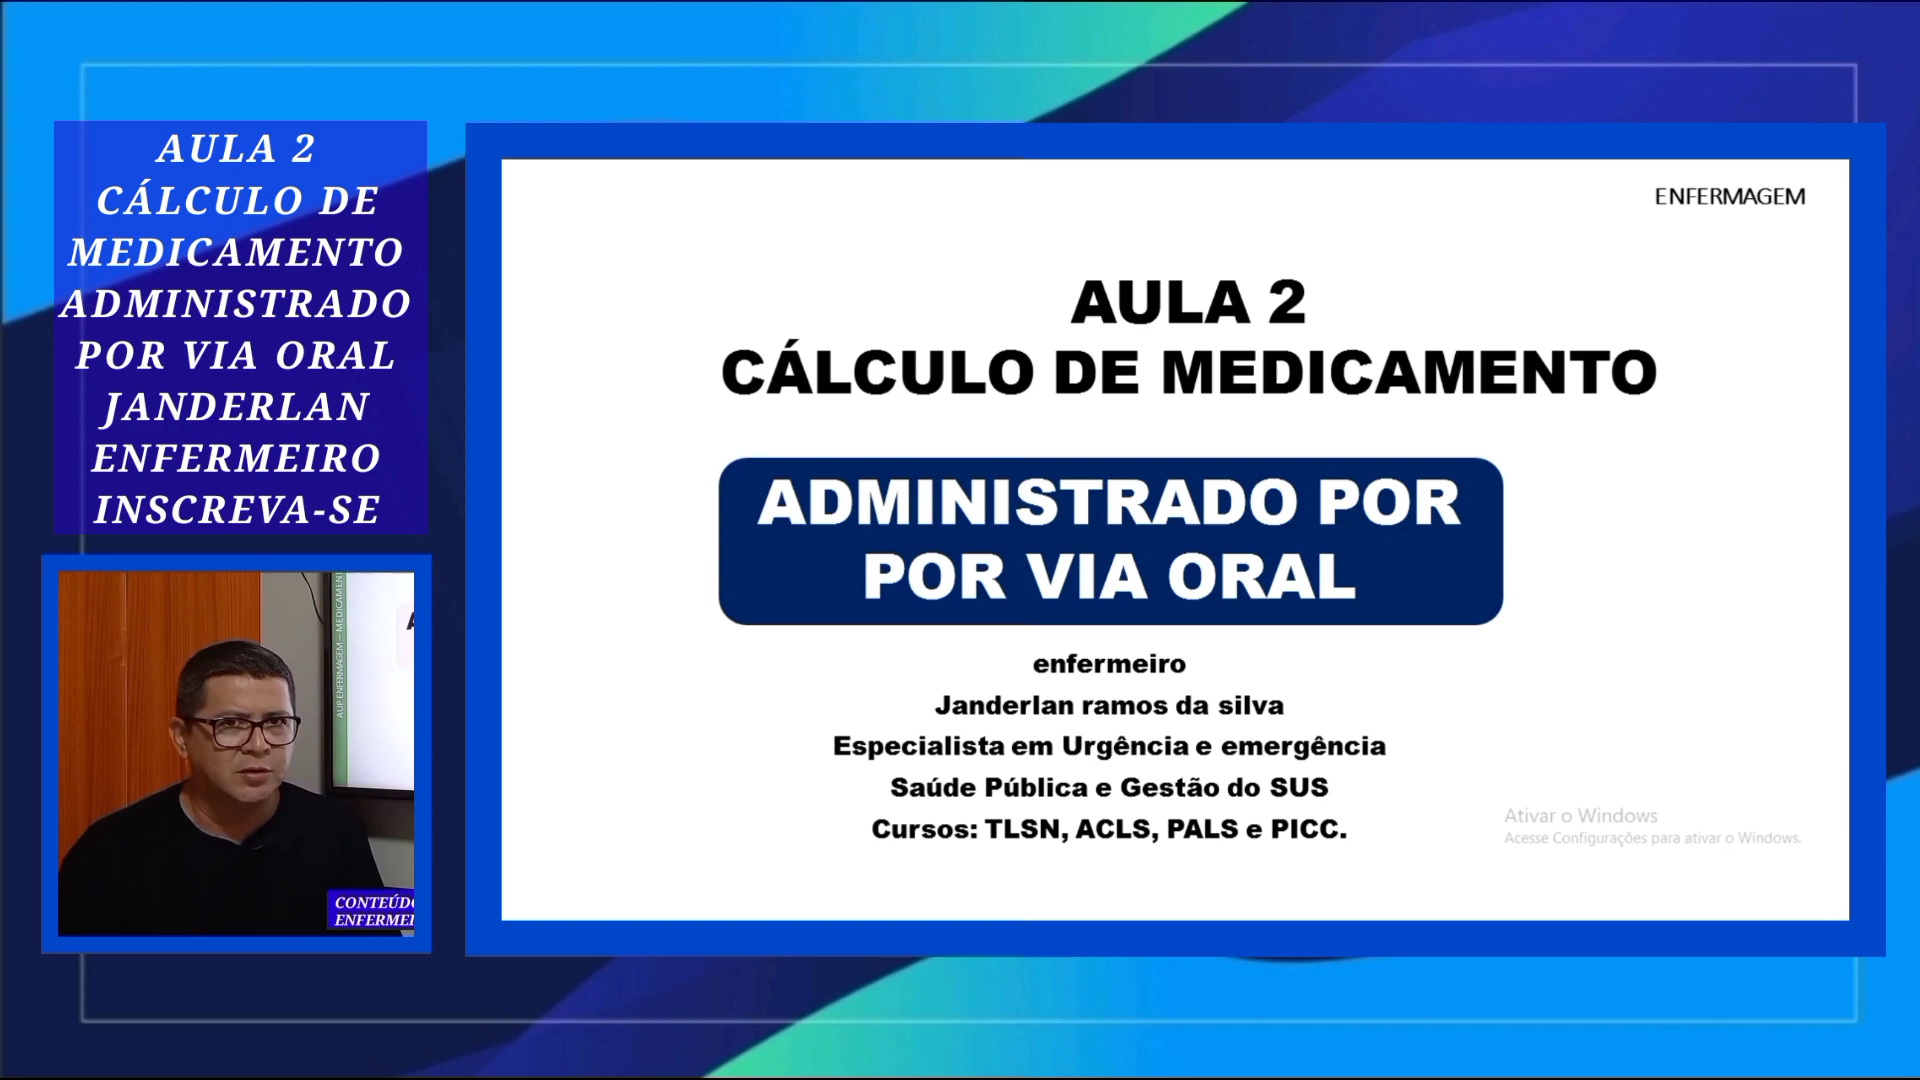 AULA 2
CÁLCULO DE
MEDICAMENTO
ADMINISTRADO
POR VIA ORAL
JANDERLAN
ENFERMEIRO
INSCREVA-SE
ENFERMAGEM
AULA 2
CÁLCULO DE MEDICAMENTO
ADMINISTRADO POR
POR VIA ORAL
enfermeiro
Janderlan ramos da silva
Especialista em Urgência e emergência
Saúde Pública e Gestão do SUS
Cursos: TLSN, ACLS, PALS e PICC.
Ativar o Windows
Acesse Configurações para ativar o Windows.